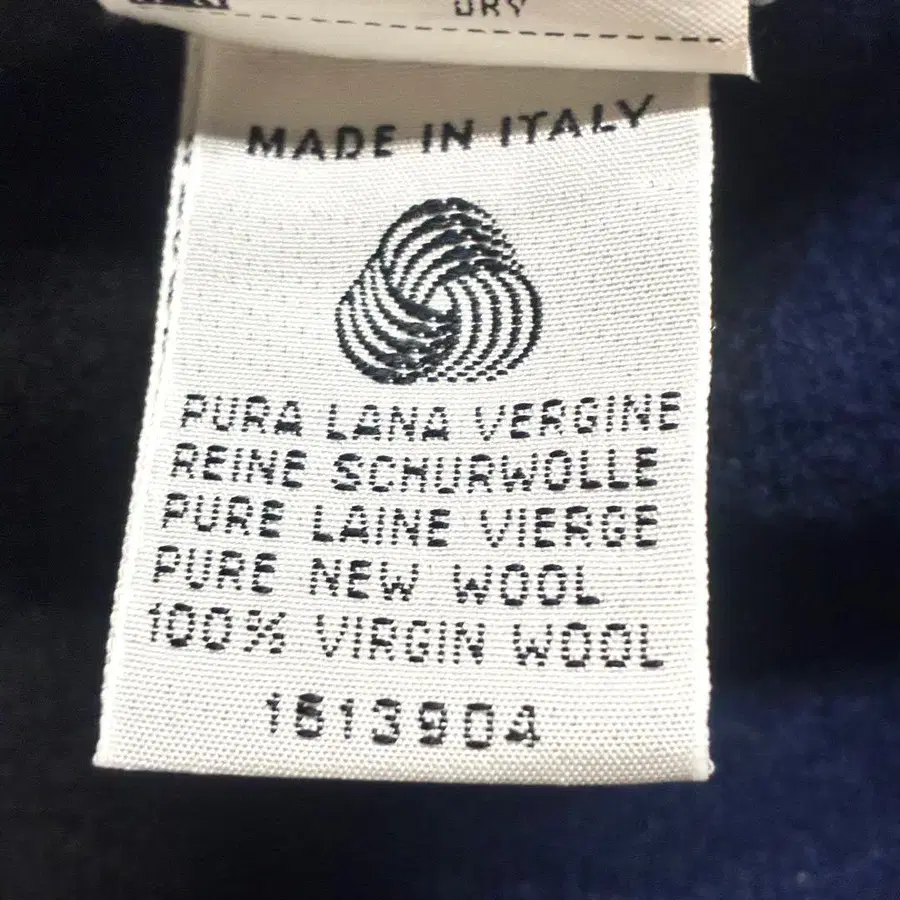 DRY
MADE IN ITALY
PURA LANA VERGINE
REINE SCHURWOLLE
PURE LAINE VIERGE
PURE NEW WOOL
100% VIRGIN WOOL
1613904